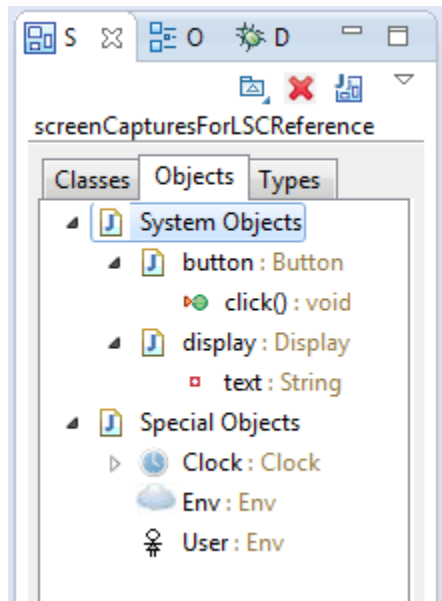 S O D
screenCapturesForLSCReference
Classes Objects Types
System Objects
button : Button
click() : void
display : Display
text : String
Special Objects
Clock : Clock
Env : Env
User : Env